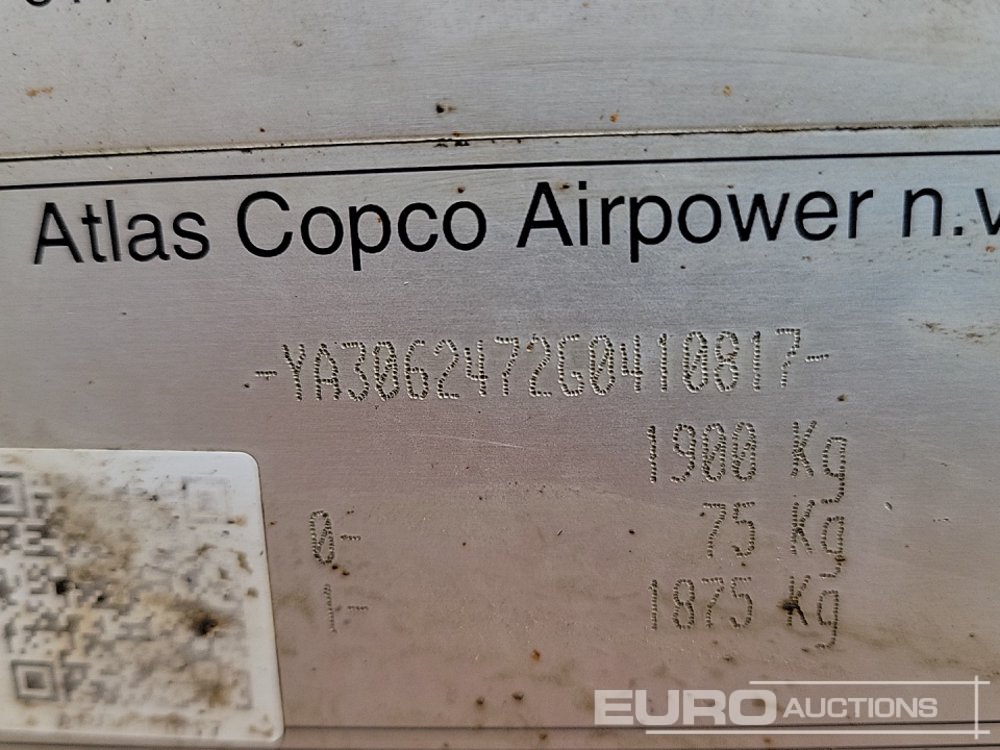 Atlas Copco Airpower n.v
-YA3062472G0410817-
1900 Kg
0- 75 Kg
1- 1875 Kg
EURO AUCTIONS